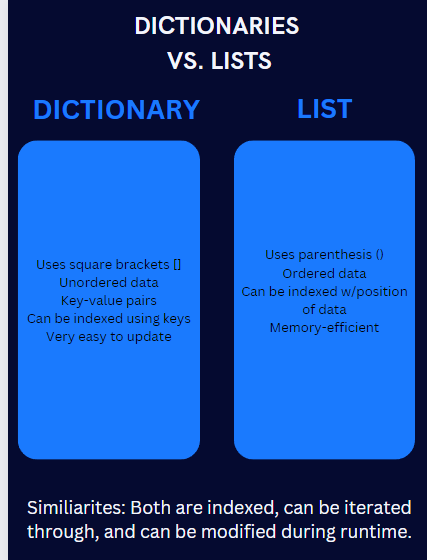 DICTIONARIES
VS. LISTS
DICTIONARY
Uses square brackets []
Unordered data
Key-value pairs
Can be indexed using keys
Very easy to update
LIST
Uses parenthesis ()
Ordered data
Can be indexed w/position
of data
Memory-efficient
Similiarites: Both are indexed, can be iterated
through, and can be modified during runtime.